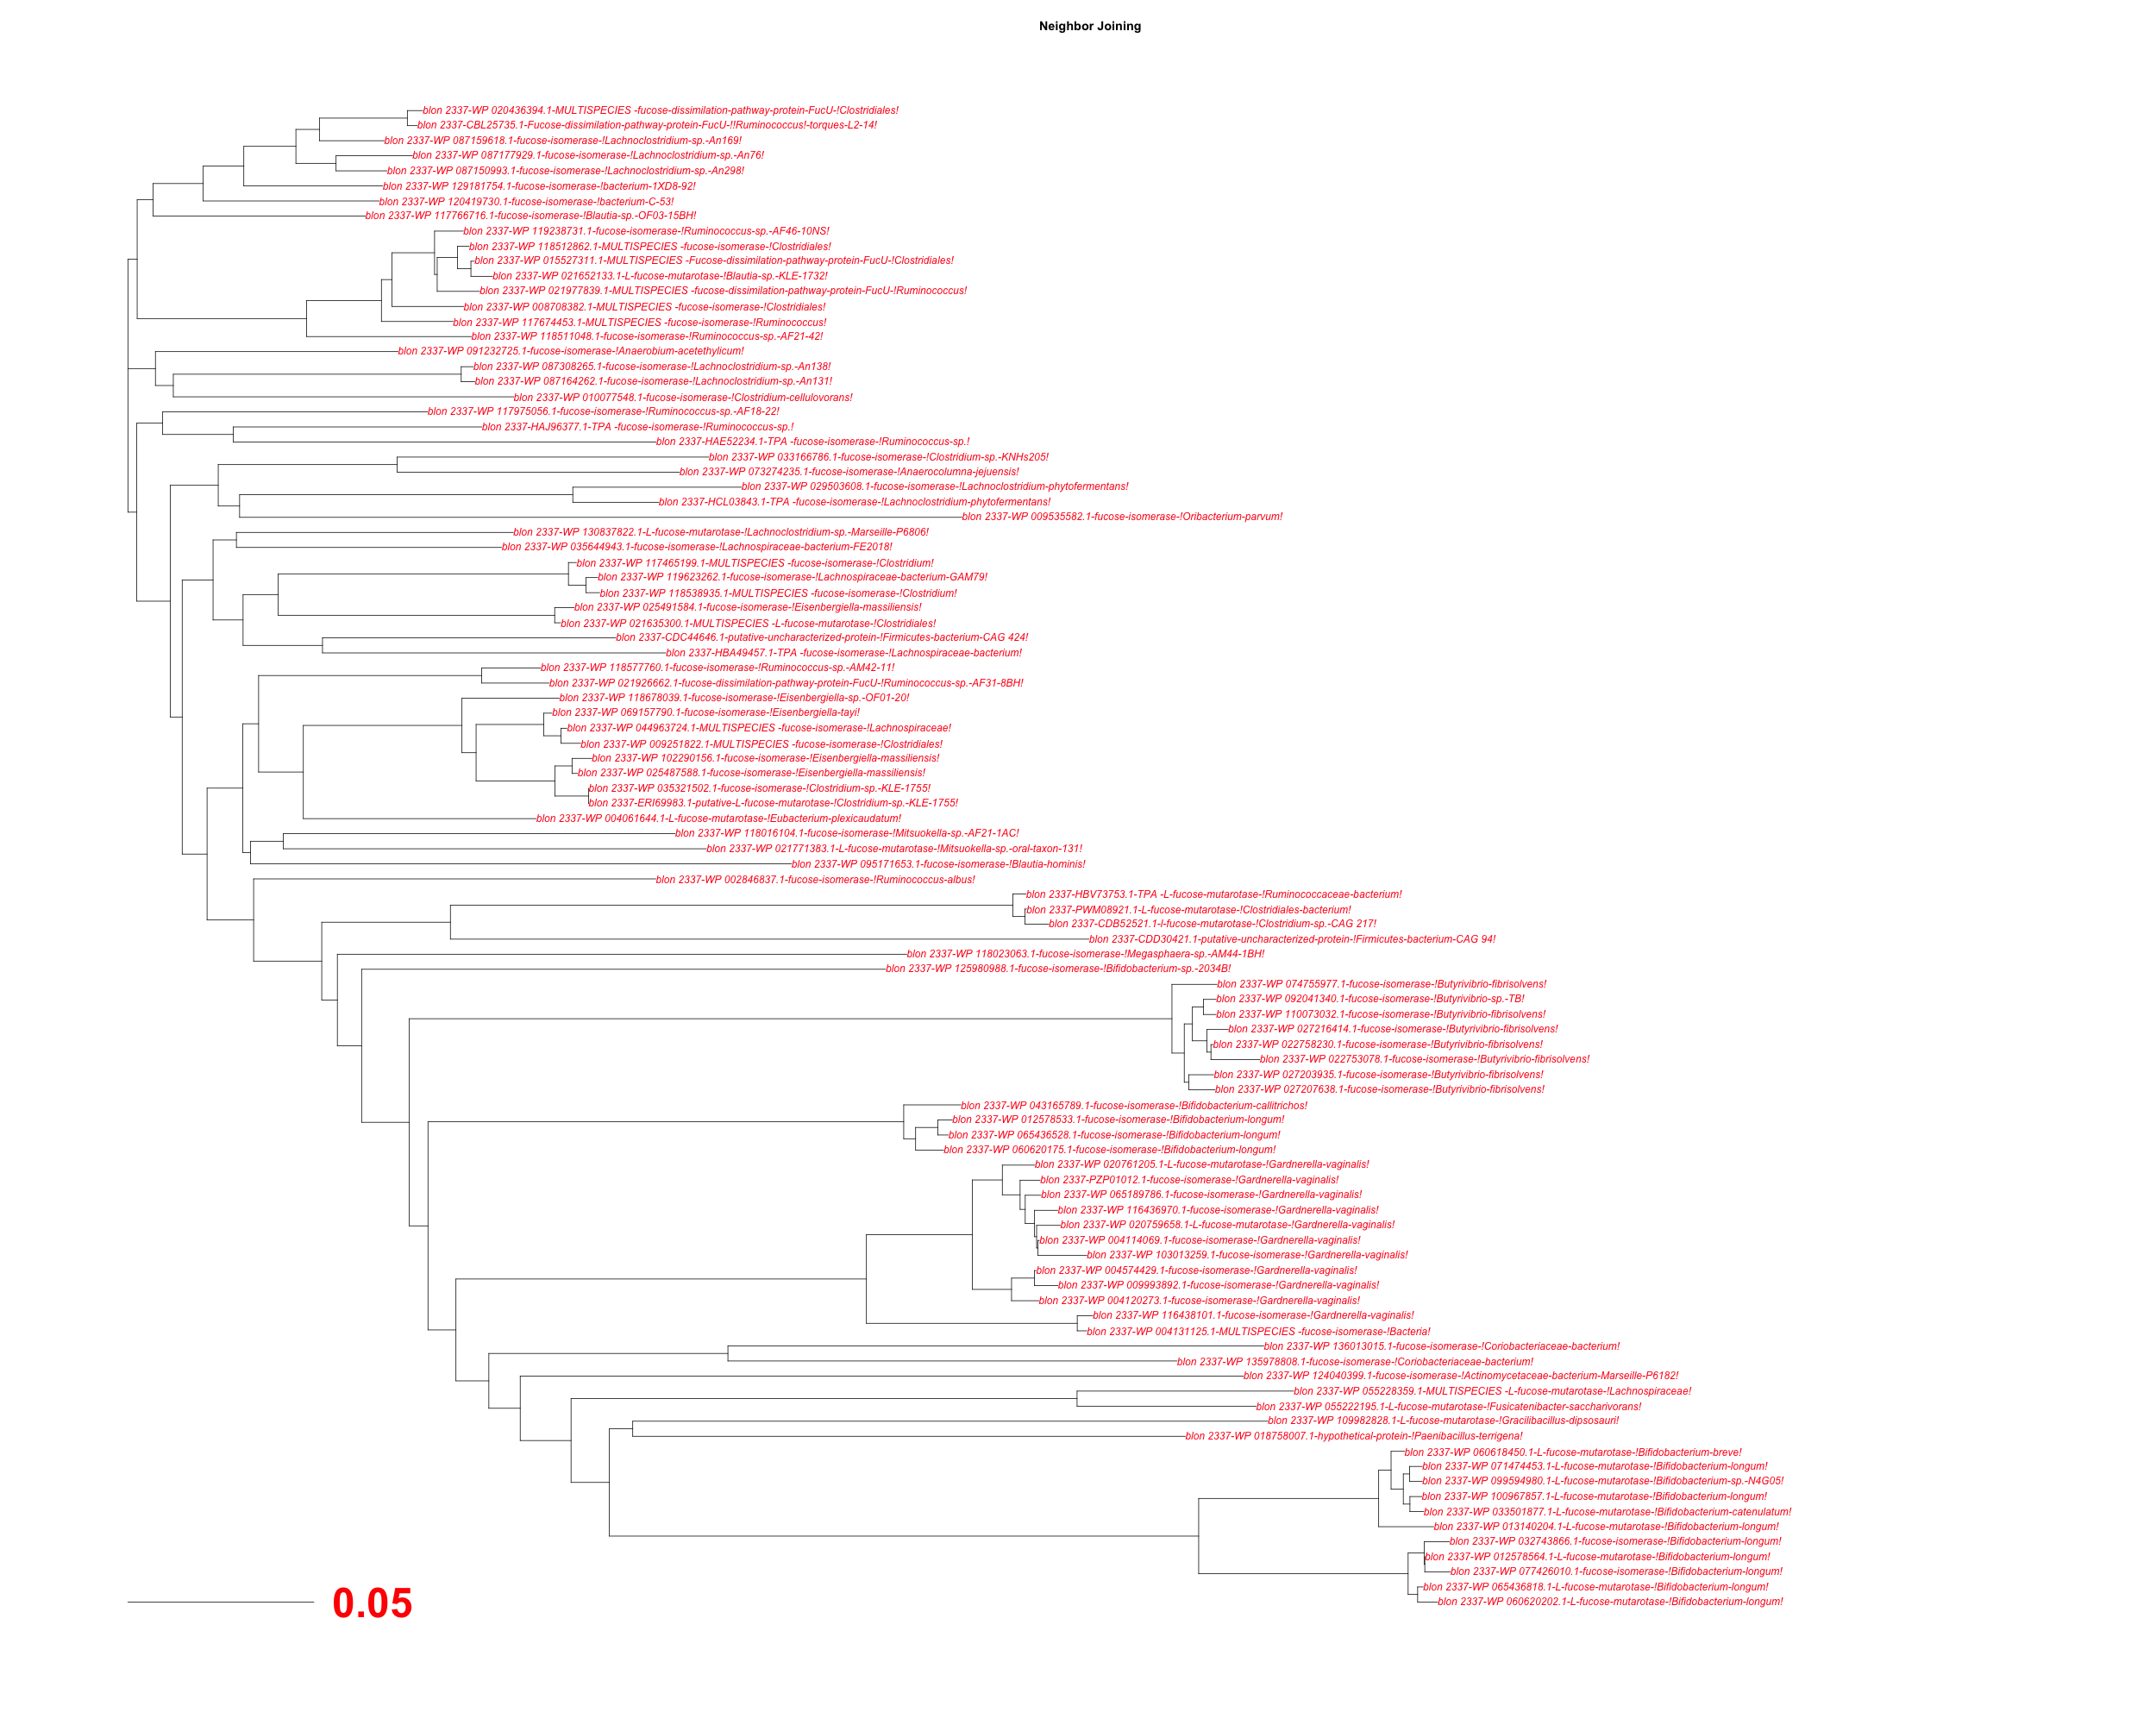 Neighbor Joining
blon 2337-WP 020436394.1-MULTISPECIES -fucose-dissimilation-pathway-protein-FucU-!Clostridiales!
blon 2337-CBL25735.1-Fucose-dissimilation-pathway-protein-FucU-!!Ruminococcus!-torques-L2-14!
blon 2337-WP 087159618.1-fucose-isomerase-!Lachnoclostridium-sp.-An169!
blon 2337-WP 087177929.1-fucose-isomerase-!Lachnoclostridium-sp.-An76!
blon 2337-WP 087150993.1-fucose-isomerase-!Lachnoclostridium-sp.-An298!
blon 2337-WP 129181754.1-fucose-isomerase-!bacterium-1XD8-92!
blon 2337-WP 120419730.1-fucose-isomerase-!bacterium-C-53!
blon 2337-WP 117766716.1-fucose-isomerase-!Blautia-sp.-OF03-15BH!
blon 2337-WP 119238731.1-fucose-isomerase-!Ruminococcus-sp.-AF46-10NS!
blon 2337-WP 118512862.1-MULTISPECIES -fucose-isomerase-!Clostridiales!
blon 2337-WP 015527311.1-MULTISPECIES -Fucose-dissimilation-pathway-protein-FucU-!Clostridiales!
blon 2337-WP 021652133.1-L-fucose-mutarotase-!Blautia-sp.-KLE-1732!
blon 2337-WP 021977839.1-MULTISPECIES -fucose-dissimilation-pathway-protein-FucU-!Ruminococcus!
blon 2337-WP 008708382.1-MULTISPECIES -fucose-isomerase-!Clostridiales!
blon 2337-WP 117674453.1-MULTISPECIES -fucose-isomerase-!Ruminococcus!
blon 2337-WP 118511048.1-fucose-isomerase-!Ruminococcus-sp.-AF21-42!
blon 2337-WP 091232725.1-fucose-isomerase-!Anaerobium-acetethylicum!
blon 2337-WP 087308265.1-fucose-isomerase-!Lachnoclostridium-sp.-An138!
blon 2337-WP 087164262.1-fucose-isomerase-!Lachnoclostridium-sp.-An131!
blon 2337-WP 010077548.1-fucose-isomerase-!Clostridium-cellulovorans!
blon 2337-WP 117975056.1-fucose-isomerase-!Ruminococcus-sp.-AF18-22!
blon 2337-HAJ96377.1-TPA -fucose-isomerase-!Ruminococcus-sp.!
blon 2337-HAE52234.1-TPA -fucose-isomerase-!Ruminococcus-sp.!
blon 2337-WP 033166786.1-fucose-isomerase-!Clostridium-sp.-KNHs205!
blon 2337-WP 073274235.1-fucose-isomerase-!Anaerocolumna-jejuensis!
blon 2337-WP 029503608.1-fucose-isomerase-!Lachnoclostridium-phytofermentans!
blon 2337-HCL03843.1-TPA -fucose-isomerase-!Lachnoclostridium-phytofermentans!
blon 2337-WP 009535582.1-fucose-isomerase-!Oribacterium-parvum!
blon 2337-WP 130837822.1-L-fucose-mutarotase-!Lachnoclostridium-sp.-Marseille-P6806!
blon 2337-WP 035644943.1-fucose-isomerase-!Lachnospiraceae-bacterium-FE2018!
blon 2337-WP 117465199.1-MULTISPECIES -fucose-isomerase-!Clostridium!
blon 2337-WP 119623262.1-fucose-isomerase-!Lachnospiraceae-bacterium-GAM79!
blon 2337-WP 118538935.1-MULTISPECIES -fucose-isomerase-!Clostridium!
blon 2337-WP 025491584.1-fucose-isomerase-!Eisenbergiella-massiliensis!
blon 2337-WP 021635300.1-MULTISPECIES -L-fucose-mutarotase-!Clostridiales!
blon 2337-CDC44646.1-putative-uncharacterized-protein-!Firmicutes-bacterium-CAG 424!
blon 2337-HBA49457.1-TPA -fucose-isomerase-!Lachnospiraceae-bacterium!
blon 2337-WP 118577760.1-fucose-isomerase-!Ruminococcus-sp.-AM42-11!
blon 2337-WP 021926662.1-fucose-dissimilation-pathway-protein-FucU-!Ruminococcus-sp.-AF31-8BH!
blon 2337-WP 118678039.1-fucose-isomerase-!Eisenbergiella-sp.-OF01-20!
blon 2337-WP 069157790.1-fucose-isomerase-!Eisenbergiella-tayi!
blon 2337-WP 044963724.1-MULTISPECIES -fucose-isomerase-!Lachnospiraceae!
blon 2337-WP 009251822.1-MULTISPECIES -fucose-isomerase-!Clostridiales!
blon 2337-WP 102290156.1-fucose-isomerase-!Eisenbergiella-massiliensis!
blon 2337-WP 025487588.1-fucose-isomerase-!Eisenbergiella-massiliensis!
blon 2337-WP 035321502.1-fucose-isomerase-!Clostridium-sp.-KLE-1755!
blon 2337-ERI69983.1-putative-L-fucose-mutarotase-!Clostridium-sp.-KLE-1755!
blon 2337-WP 004061644.1-L-fucose-mutarotase-!Eubacterium-plexicaudatum!
blon 2337-WP 118016104.1-fucose-isomerase-!Mitsuokella-sp.-AF21-1AC!
blon 2337-WP 021771383.1-L-fucose-mutarotase-!Mitsuokella-sp.-oral-taxon-131!
blon 2337-WP 095171653.1-fucose-isomerase-!Blautia-hominis!
blon 2337-WP 002846837.1-fucose-isomerase-!Ruminococcus-albus!
blon 2337-HBV73753.1-TPA -L-fucose-mutarotase-!Ruminococcaceae-bacterium!
blon 2337-PWM08921.1-L-fucose-mutarotase-!Clostridiales-bacterium!
blon 2337-CDB52521.1-l-fucose-mutarotase-!Clostridium-sp.-CAG 217!
blon 2337-CDD30421.1-putative-uncharacterized-protein-!Firmicutes-bacterium-CAG 94!
blon 2337-WP 118023063.1-fucose-isomerase-!Megasphaera-sp.-AM44-1BH!
blon 2337-WP 125980988.1-fucose-isomerase-!Bifidobacterium-sp.-2034B!
blon 2337-WP 074755977.1-fucose-isomerase-!Butyrivibrio-fibrisolvens!
blon 2337-WP 092041340.1-fucose-isomerase-!Butyrivibrio-sp.-TB!
blon 2337-WP 110073032.1-fucose-isomerase-!Butyrivibrio-fibrisolvens!
blon 2337-WP 027216414.1-fucose-isomerase-!Butyrivibrio-fibrisolvens!
blon 2337-WP 022758230.1-fucose-isomerase-!Butyrivibrio-fibrisolvens!
blon 2337-WP 022753078.1-fucose-isomerase-!Butyrivibrio-fibrisolvens!
blon 2337-WP 027203935.1-fucose-isomerase-!Butyrivibrio-fibrisolvens!
blon 2337-WP 027207638.1-fucose-isomerase-!Butyrivibrio-fibrisolvens!
blon 2337-WP 043165789.1-fucose-isomerase-!Bifidobacterium-callitrichos!
blon 2337-WP 012578533.1-fucose-isomerase-!Bifidobacterium-longum!
blon 2337-WP 065436528.1-fucose-isomerase-!Bifidobacterium-longum!
blon 2337-WP 060620175.1-fucose-isomerase-!Bifidobacterium-longum!
blon 2337-WP 020761205.1-L-fucose-mutarotase-!Gardnerella-vaginalis!
blon 2337-PZP01012.1-fucose-isomerase-!Gardnerella-vaginalis!
blon 2337-WP 065189786.1-fucose-isomerase-!Gardnerella-vaginalis!
blon 2337-WP 116436970.1-fucose-isomerase-!Gardnerella-vaginalis!
blon 2337-WP 020759658.1-L-fucose-mutarotase-!Gardnerella-vaginalis!
blon 2337-WP 004114069.1-fucose-isomerase-!Gardnerella-vaginalis!
blon 2337-WP 103013259.1-fucose-isomerase-!Gardnerella-vaginalis!
blon 2337-WP 004574429.1-fucose-isomerase-!Gardnerella-vaginalis!
blon 2337-WP 009993892.1-fucose-isomerase-!Gardnerella-vaginalis!
blon 2337-WP 004120273.1-fucose-isomerase-!Gardnerella-vaginalis!
blon 2337-WP 116438101.1-fucose-isomerase-!Gardnerella-vaginalis!
blon 2337-WP 004131125.1-MULTISPECIES -fucose-isomerase-!Bacteria!
blon 2337-WP 136013015.1-fucose-isomerase-!Coriobacteriaceae-bacterium!
blon 2337-WP 135978808.1-fucose-isomerase-!Coriobacteriaceae-bacterium!
blon 2337-WP 124040399.1-fucose-isomerase-!Actinomycetaceae-bacterium-Marseille-P6182!
blon 2337-WP 055228359.1-MULTISPECIES -L-fucose-mutarotase-!Lachnospiraceae!
blon 2337-WP 055222195.1-L-fucose-mutarotase-!Fusicatenibacter-saccharivorans!
blon 2337-WP 109982828.1-L-fucose-mutarotase-!Gracilibacillus-dipsosauri!
blon 2337-WP 018758007.1-hypothetical-protein-!Paenibacillus-terrigena!
blon 2337-WP 060618450.1-L-fucose-mutarotase-!Bifidobacterium-breve!
blon 2337-WP 071474453.1-L-fucose-mutarotase-!Bifidobacterium-longum!
blon 2337-WP 099594980.1-L-fucose-mutarotase-!Bifidobacterium-sp.-N4G05!
blon 2337-WP 100967857.1-L-fucose-mutarotase-!Bifidobacterium-longum!
blon 2337-WP 033501877.1-L-fucose-mutarotase-!Bifidobacterium-catenulatum!
blon 2337-WP 013140204.1-L-fucose-mutarotase-!Bifidobacterium-longum!
blon 2337-WP 032743866.1-fucose-isomerase-!Bifidobacterium-longum!
blon 2337-WP 012578564.1-L-fucose-mutarotase-!Bifidobacterium-longum!
blon 2337-WP 077426010.1-fucose-isomerase-!Bifidobacterium-longum!
blon 2337-WP 065436818.1-L-fucose-mutarotase-!Bifidobacterium-longum!
blon 2337-WP 060620202.1-L-fucose-mutarotase-!Bifidobacterium-longum!
0.05